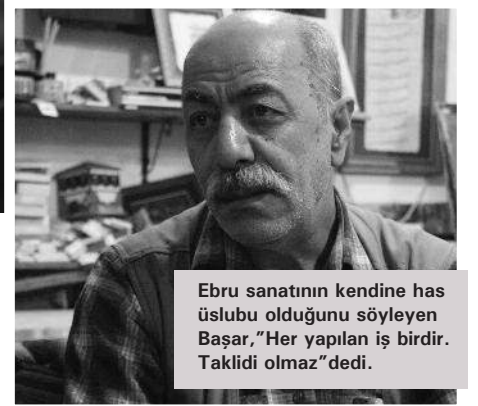 Ebru sanatının kendine has
üslubu olduğunu söyleyen
Başar,”Her yapılan iş birdir.
Taklidi olmaz”dedi.